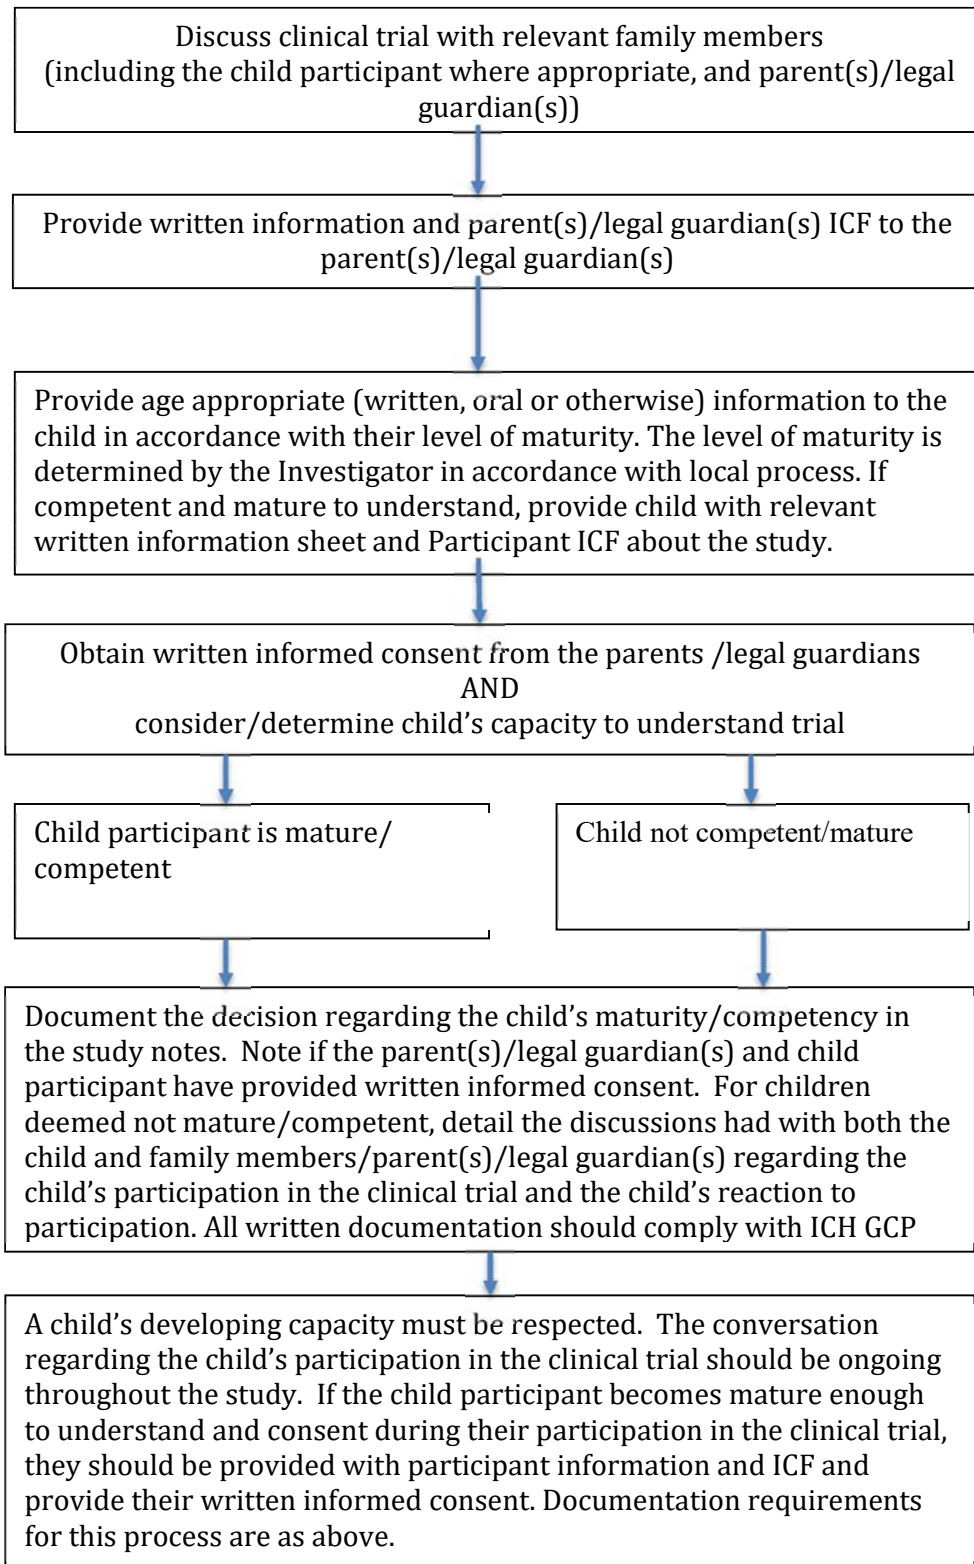 Discuss clinical trial with relevant family members
(including the child participant where appropriate, and parent(s)/legal
guardian(s))
Provide written information and parent(s)/legal guardian(s) ICF to the
parent(s)/legal guardian(s)
Provide age appropriate (written, oral or otherwise) information to the
child in accordance with their level of maturity. The level of maturity is
determined by the Investigator in accordance with local process. If
competent and mature to understand, provide child with relevant
written information sheet and Participant ICF about the study.
Obtain written informed consent from the parents /legal guardians
AND
consider/determine child’s capacity to understand trial
Child participant is mature/
competent
Child not competent/mature
Document the decision regarding the child’s maturity/competency in
the study notes.  Note if the parent(s)/legal guardian(s) and child
participant have provided written informed consent.  For children
deemed not mature/competent, detail the discussions had with both the
child and family members/parent(s)/legal guardian(s) regarding the
child’s participation in the clinical trial and the child’s reaction to
participation. All written documentation should comply with ICH GCP
A child’s developing capacity must be respected.  The conversation
regarding the child’s participation in the clinical trial should be ongoing
throughout the study.  If the child participant becomes mature enough
to understand and consent during their participation in the clinical trial,
they should be provided with participant information and ICF and
provide their written informed consent. Documentation requirements
for this process are as above.